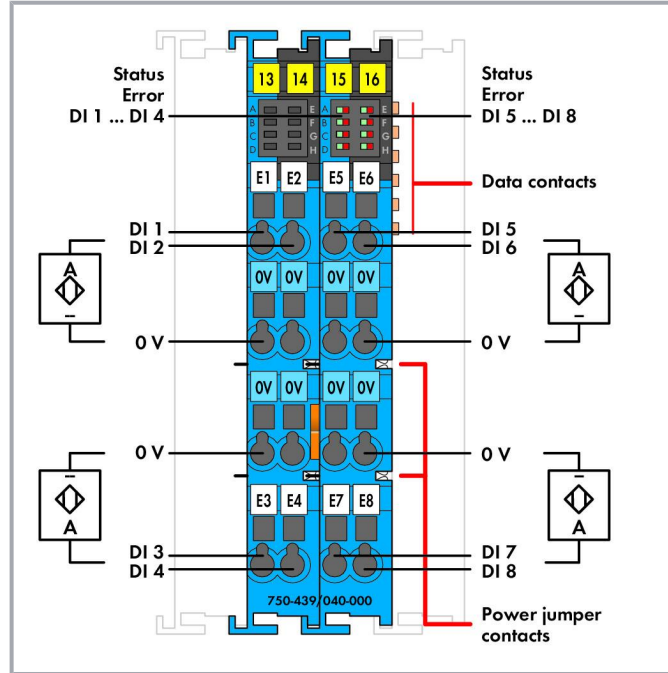 13 14 15 16
Status
Error
DI 1 ... DI 4
Status
Error
DI 5 ... DI 8
A E A E
B F B F
C G C G
D H D H
Data contacts
E1 E2 E5 E6
DI 1
DI 2
DI 5
DI 6
A
–
A
–
0V 0V 0V 0V
0 V
0 V
0V 0V 0V 0V
0 V
0 V
–
A
–
A
E3 E4 E7 E8
DI 3
DI 4
DI 7
DI 8
750-439/040-000
Power jumper
contacts